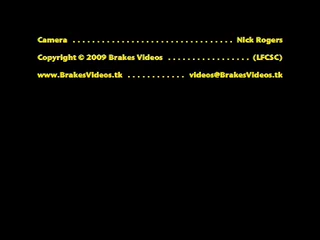 Camera ................................. Nick Rogers
Copyright © 2009 Brakes Videos ................. (LFCSC)
www.BrakesVideos.tk ............ videos@BrakesVideos.tk